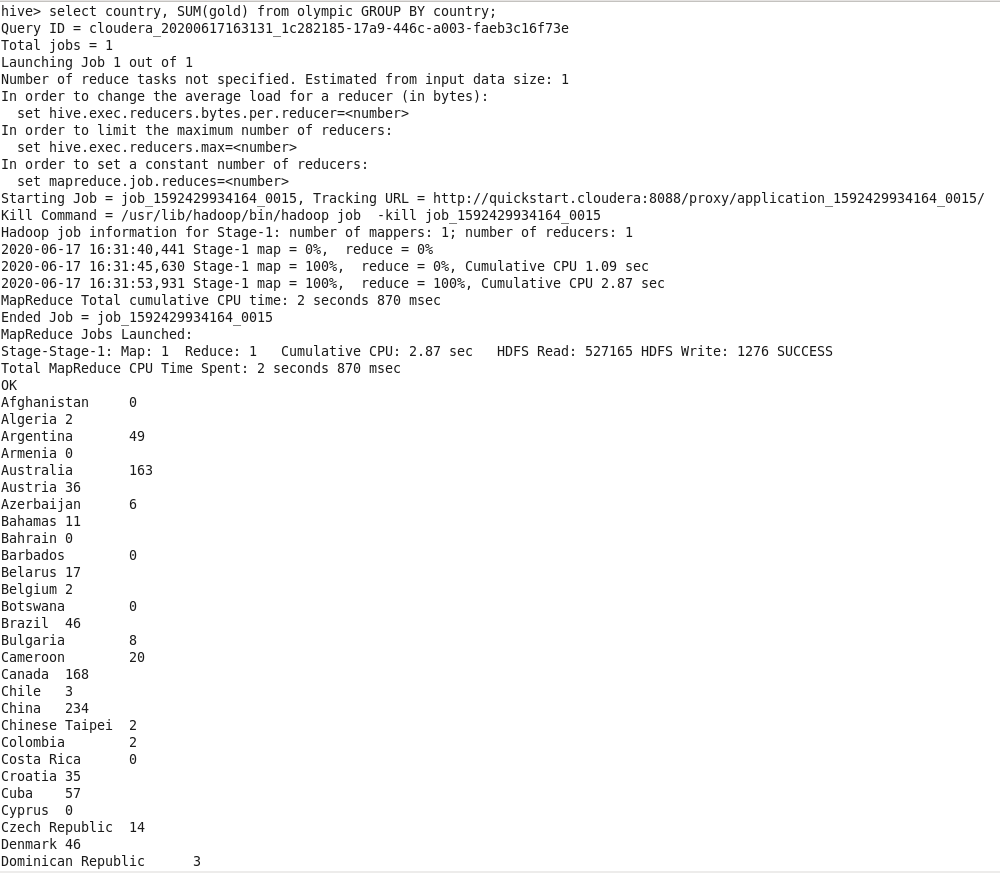 hive> select country, SUM(gold) from olympic GROUP BY country;
Query ID = cloudera_20200617163131_1c282185-17a9-446c-a003-faeb3c16f73e
Total jobs = 1
Launching Job 1 out of 1
Number of reduce tasks not specified. Estimated from input data size: 1
In order to change the average load for a reducer (in bytes):
  set hive.exec.reducers.bytes.per.reducer=<number>
In order to limit the maximum number of reducers:
  set hive.exec.reducers.max=<number>
In order to set a constant number of reducers:
  set mapreduce.job.reduces=<number>
Starting Job = job_1592429934164_0015, Tracking URL = http://quickstart.cloudera:8088/proxy/application_1592429934164_0015/
Kill Command = /usr/lib/hadoop/bin/hadoop job  -kill job_1592429934164_0015
Hadoop job information for Stage-1: number of mappers: 1; number of reducers: 1
2020-06-17 16:31:40,441 Stage-1 map = 0%,  reduce = 0%
2020-06-17 16:31:45,630 Stage-1 map = 100%,  reduce = 0%, Cumulative CPU 1.09 sec
2020-06-17 16:31:53,931 Stage-1 map = 100%,  reduce = 100%, Cumulative CPU 2.87 sec
MapReduce Total cumulative CPU time: 2 seconds 870 msec
Ended Job = job_1592429934164_0015
MapReduce Jobs Launched:
Stage-Stage-1: Map: 1  Reduce: 1   Cumulative CPU: 2.87 sec   HDFS Read: 527165 HDFS Write: 1276 SUCCESS
Total MapReduce CPU Time Spent: 2 seconds 870 msec
OK
Afghanistan     0
Algeria 2
Argentina       49
Armenia 0
Australia       163
Austria 36
Azerbaijan      6
Bahamas 11
Bahrain 0
Barbados        0
Belarus 17
Belgium 2
Botswana        0
Brazil  46
Bulgaria        8
Cameroon        20
Canada  168
Chile   3
China   234
Chinese Taipei  2
Colombia        2
Costa Rica      0
Croatia 35
Cuba    57
Cyprus  0
Czech Republic  14
Denmark 46
Dominican Republic      3